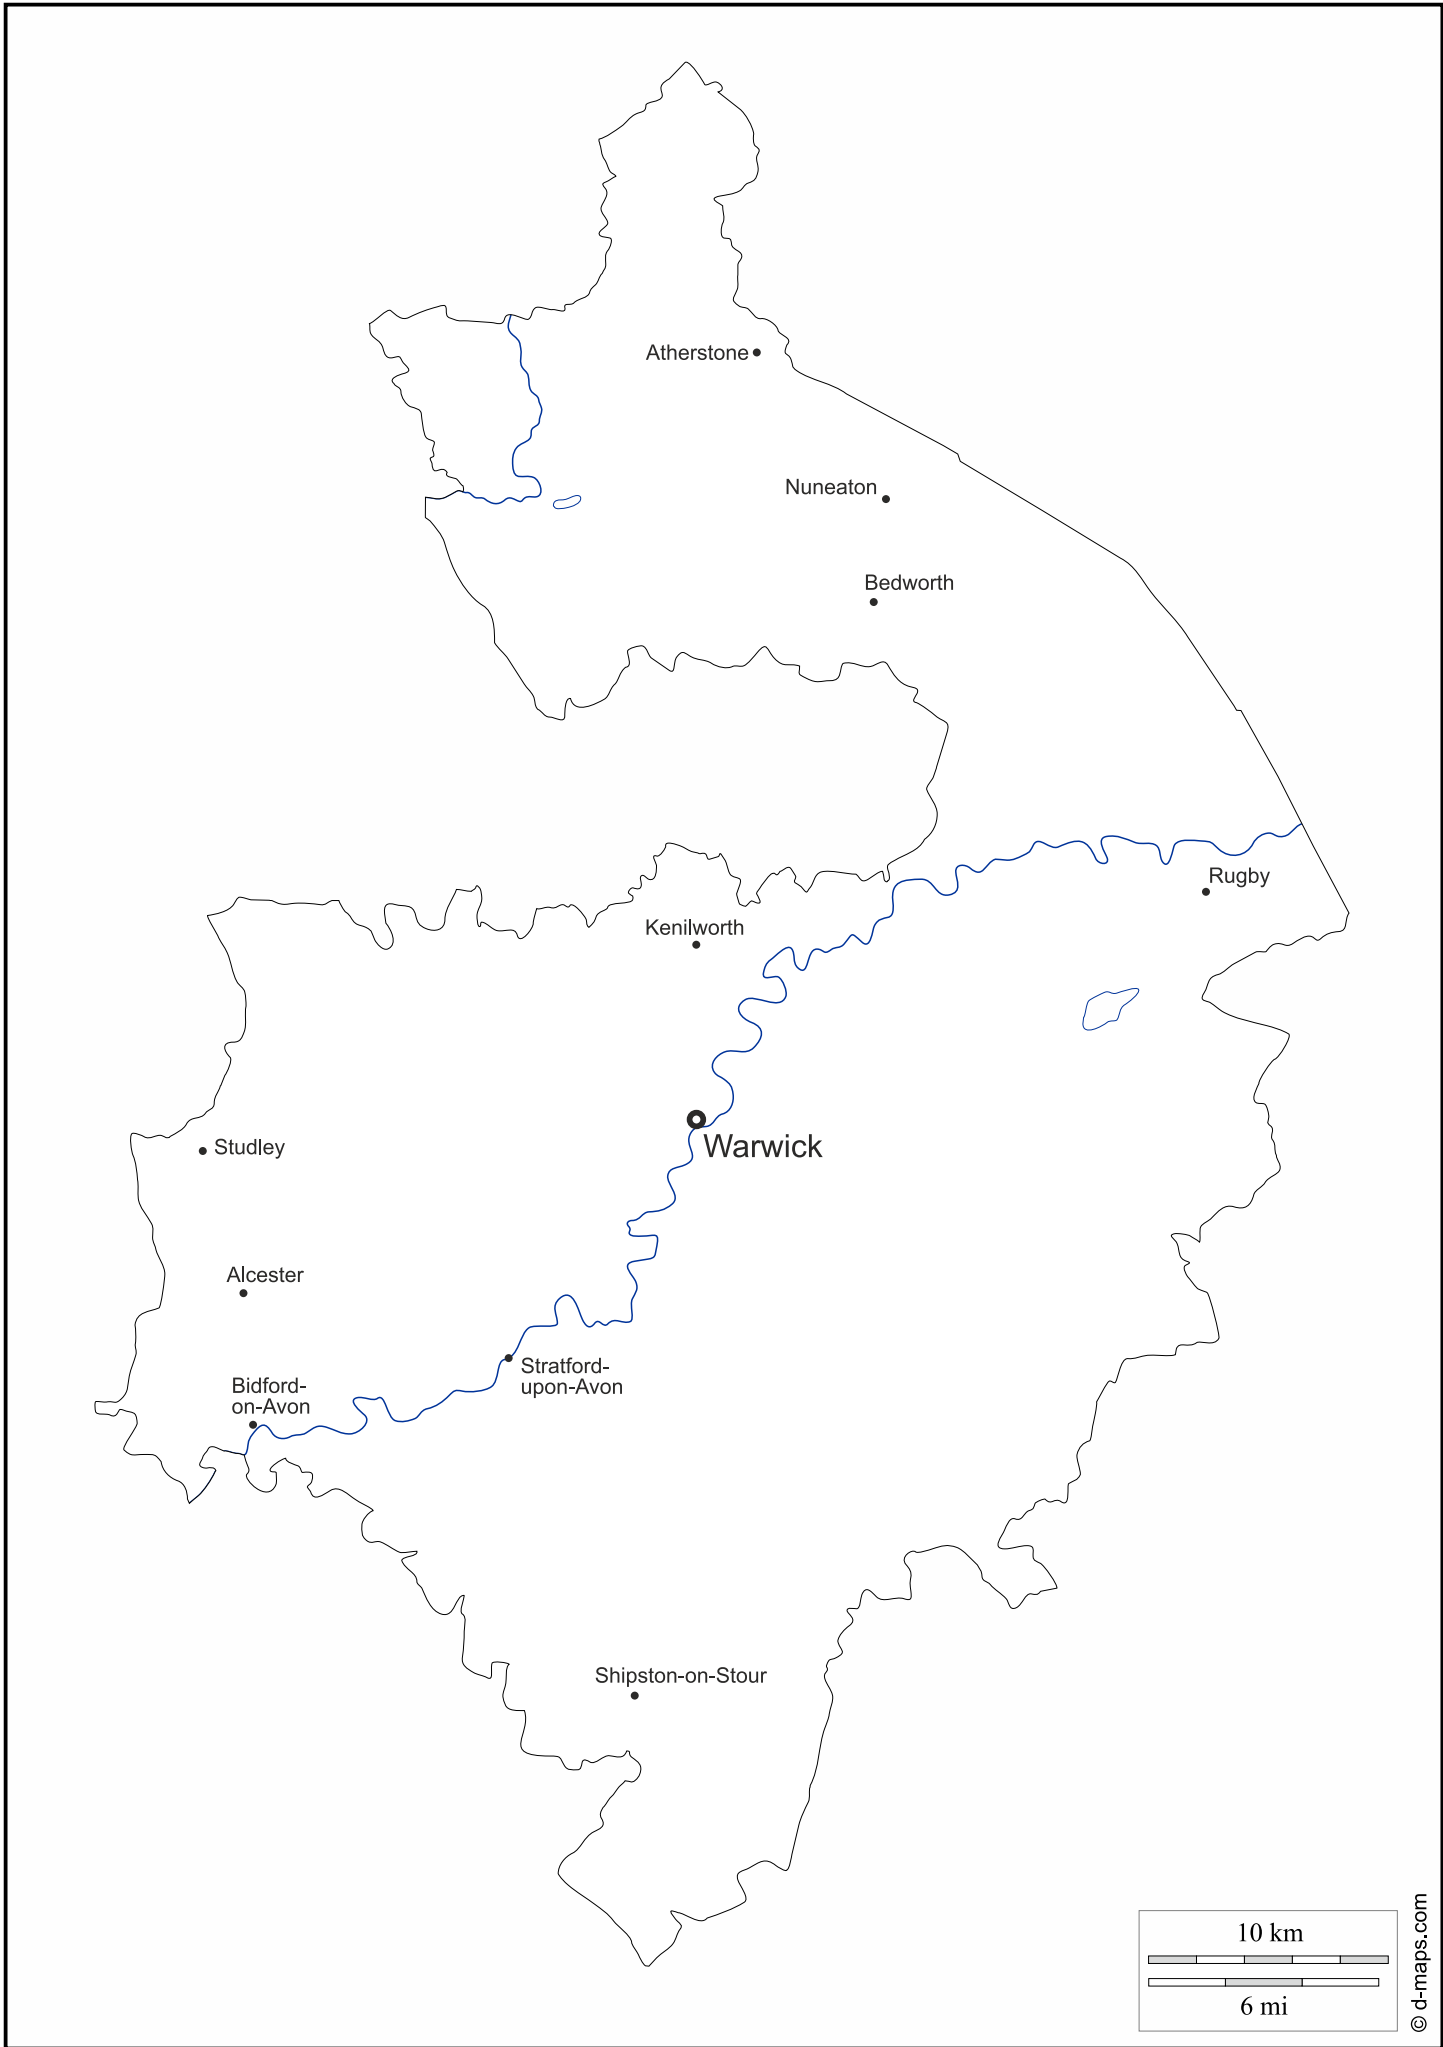 Atherstone
Nuneaton
Bedworth
Rugby
Kenilworth
Warwick
Studley
Alcester
Stratford-
upon-Avon
Bidford-
on-Avon
Shipston-on-Stour
10 km
6 mi
© d-maps.com